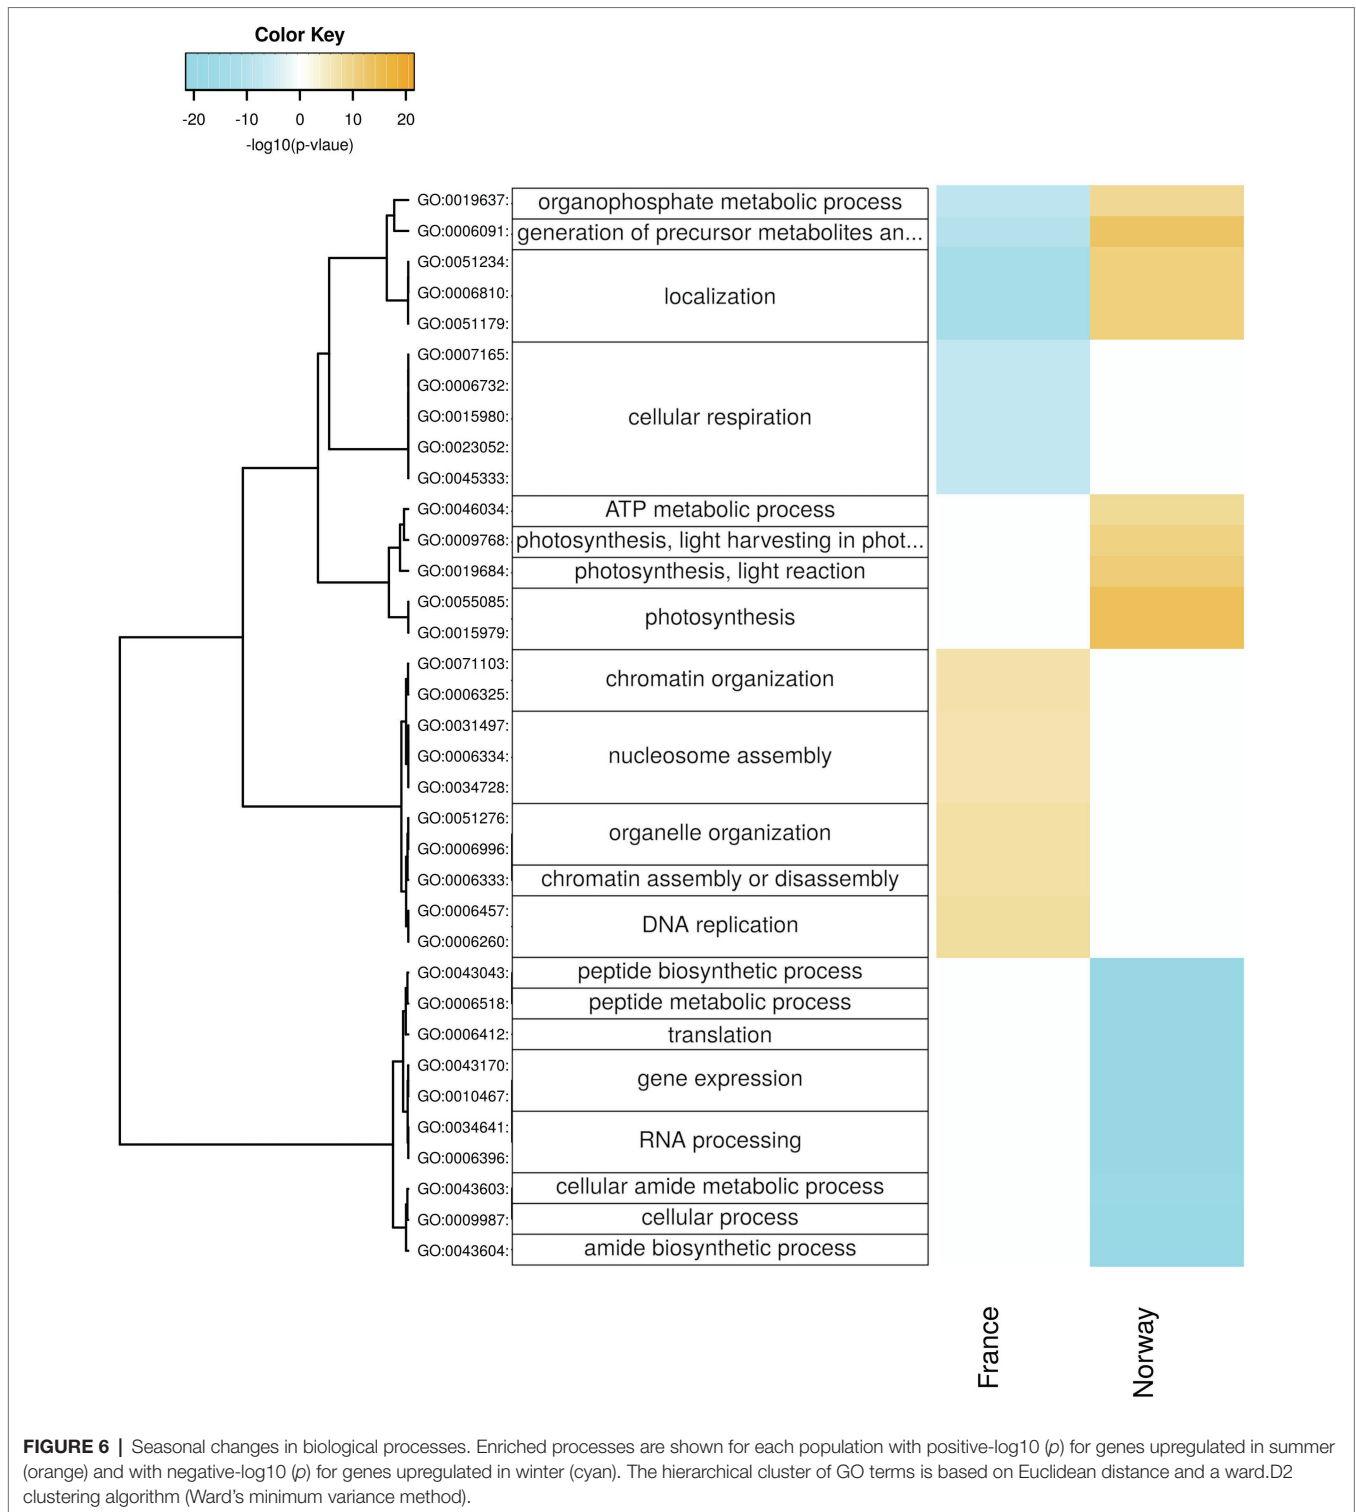 Color Key
-20 -10 0 10 20
-log10(p-vlaue)
GO:0019637: organophosphate metabolic process
GO:0006091: generation of precursor metabolites an...
GO:0051234:
GO:0006810: localization
GO:0051179:
GO:0007165:
GO:0006732:
GO:0015980: cellular respiration
GO:0023052:
GO:0045333:
GO:0046034: ATP metabolic process
GO:0009768: photosynthesis, light harvesting in phot...
GO:0019684: photosynthesis, light reaction
GO:0055085: photosynthesis
GO:0015979:
GO:0071103: chromatin organization
GO:0006325:
GO:0031497:
GO:0006334: nucleosome assembly
GO:0034728:
GO:0051276: organelle organization
GO:0006996:
GO:0006333: chromatin assembly or disassembly
GO:0006457: DNA replication
GO:0006260:
GO:0043043: peptide biosynthetic process
GO:0006518: peptide metabolic process
GO:0006412: translation
GO:0043170: gene expression
GO:0010467:
GO:0034641: RNA processing
GO:0006396:
GO:0043603: cellular amide metabolic process
GO:0009987: cellular process
GO:0043604: amide biosynthetic process
France
Norway
FIGURE 6 | Seasonal changes in biological processes. Enriched processes are shown for each population with positive-log10 (p) for genes upregulated in summer
(orange) and with negative-log10 (p) for genes upregulated in winter (cyan). The hierarchical cluster of GO terms is based on Euclidean distance and a ward.D2
clustering algorithm (Ward's minimum variance method).